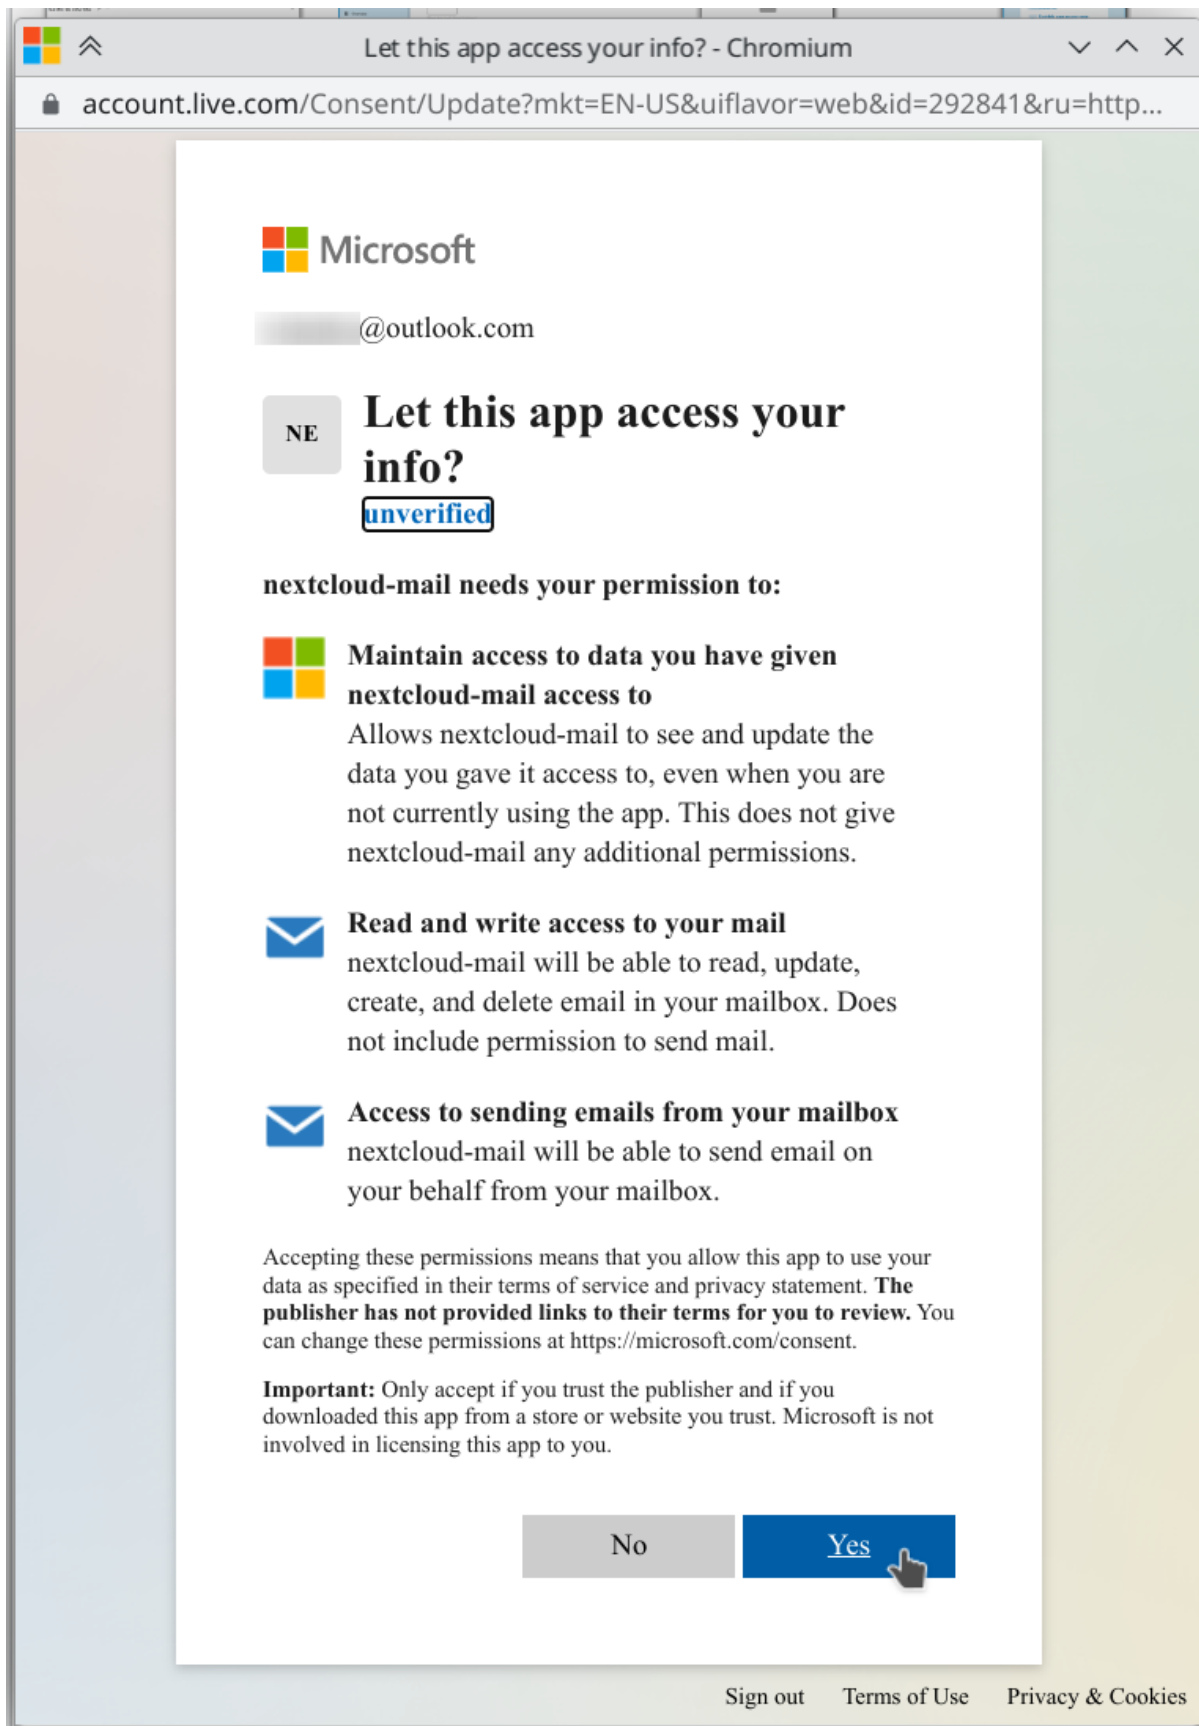 Let this app access your info? - Chromium
account.live.com/Consent/Update?mkt=EN-US&uiflavor=web&id=292841&ru=http...
Microsoft
@outlook.com
NE
Let this app access your
info?
unverified
nextcloud-mail needs your permission to:
Maintain access to data you have given
nextcloud-mail access to
Allows nextcloud-mail to see and update the
data you gave it access to, even when you are
not currently using the app. This does not give
nextcloud-mail any additional permissions.
Read and write access to your mail
nextcloud-mail will be able to read, update,
create, and delete email in your mailbox. Does
not include permission to send mail.
Access to sending emails from your mailbox
nextcloud-mail will be able to send email on
your behalf from your mailbox.
Accepting these permissions means that you allow this app to use your
data as specified in their terms of service and privacy statement. The
publisher has not provided links to their terms for you to review. You
can change these permissions at https://microsoft.com/consent.
Important: Only accept if you trust the publisher and if you
downloaded this app from a store or website you trust. Microsoft is not
involved in licensing this app to you.
No
Yes
Sign out
Terms of Use
Privacy & Cookies